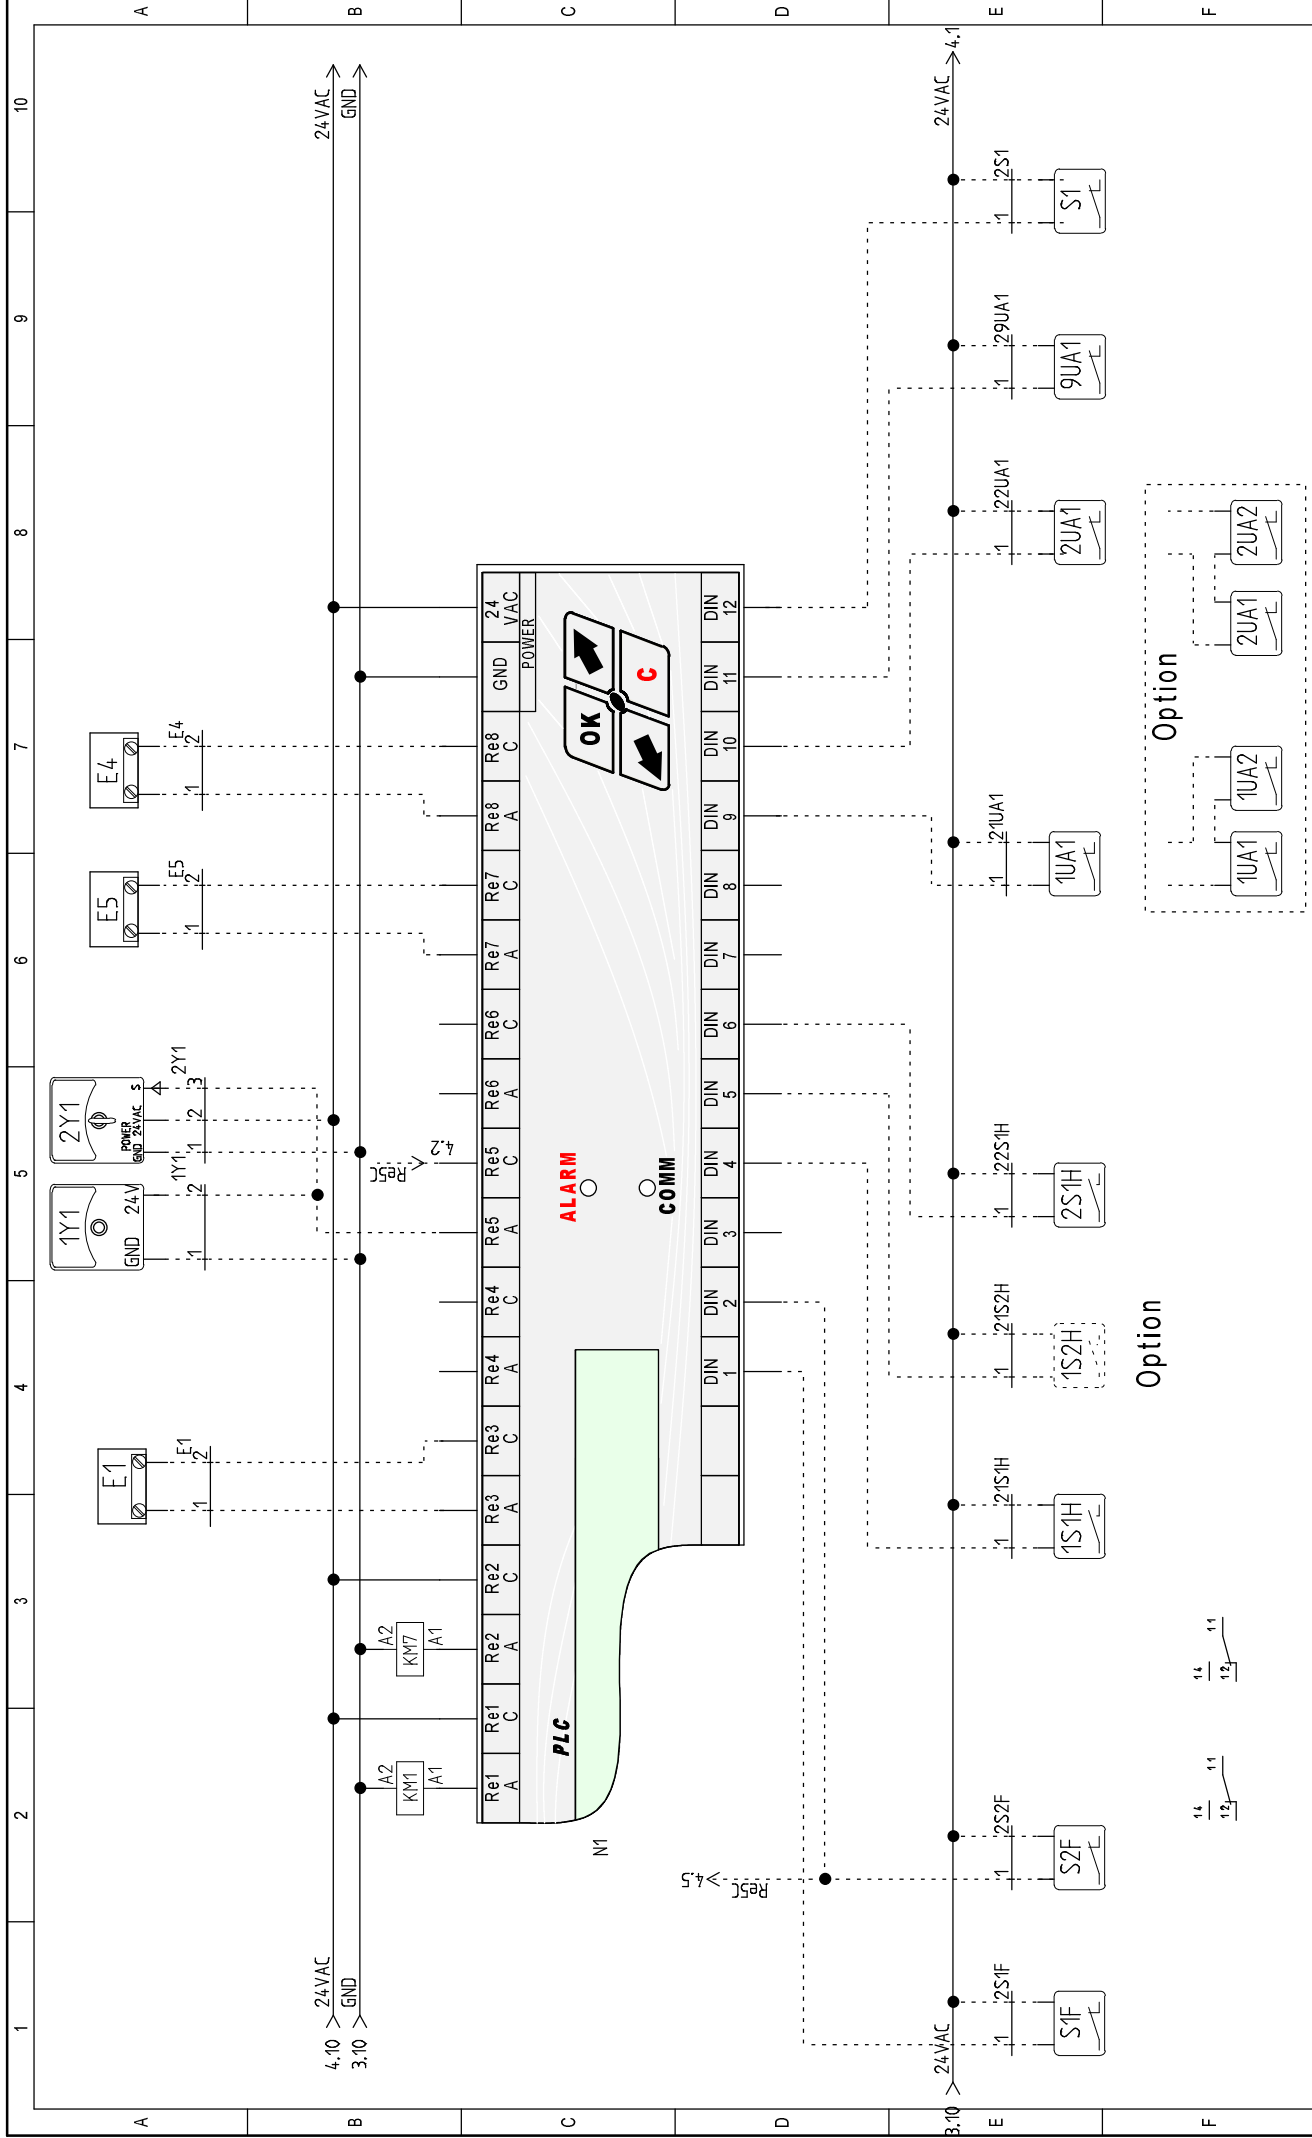 1 2 3 4 5 6 7 8 9 10
A
A
E1
E1
1 2
1Y1
GND 24V
1Y1
1 2
2Y1
POWER
GND 24VAC S
2Y1
1 2 3
E5
E5
1 2
E4
E4
1 2
B
B
4.10 24VAC
24VAC
3.10 GND
GND
A2
KM1
A1
A2
KM7
A1
Re5C
4.2
C
C
Re1 A
Re1 C
Re2 A
Re2 C
Re3 A
Re3 C
Re4 A
Re4 C
Re5 A
Re5 C
Re6 A
Re6 C
Re7 A
Re7 C
Re8 A
Re8 C
GND
24 VAC
POWER
PLC
N1
ALARM
COMM
OK
C
DIN 1
DIN 2
DIN 3
DIN 4
DIN 5
DIN 6
DIN 7
DIN 8
DIN 9
DIN 10
DIN 11
DIN 12
D
D
4.5
Re5C
E
E
3.10 24VAC
24VAC 4.1
1 2S1F
S1F
1 2S2F
S2F
1 21S1H
1S1H
1 21S2H
1S2H
Option
1 22S1H
2S1H
1 21UA1
1UA1
1 22UA1
2UA1
1 29UA1
9UA1
1 2S1
S1
F
F
14
12 11
14
12 11
Option
1UA1
1UA2
2UA1
2UA2